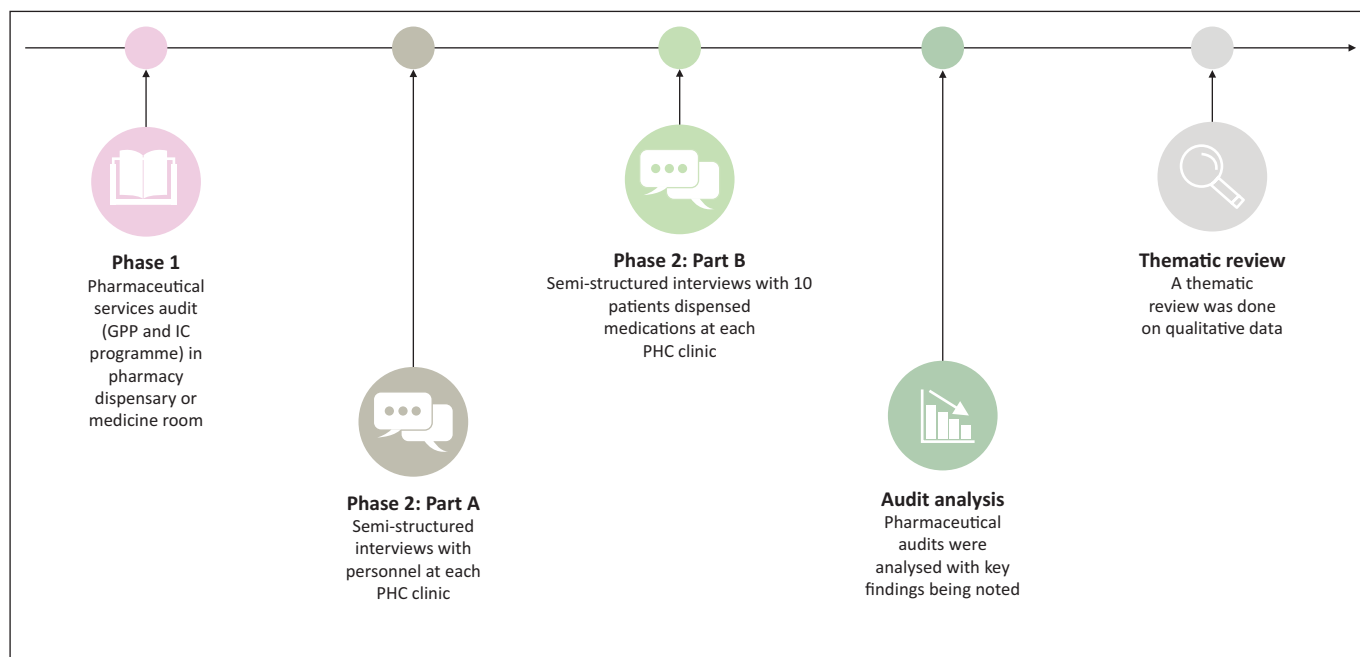 Phase 1
Pharmaceutical
services audit
(GPP and IC
programme) in
pharmacy
dispensary or
medicine room
Phase 2: Part A
Semi-structured
interviews with
personnel at each
PHC clinic
Phase 2: Part B
Semi-structured interviews with 10
patients dispensed
medications at each
PHC clinic
Audit analysis
Pharmaceutical
audits were
analysed with key
findings being noted
Thematic review
A thematic
review was done
on qualitative data